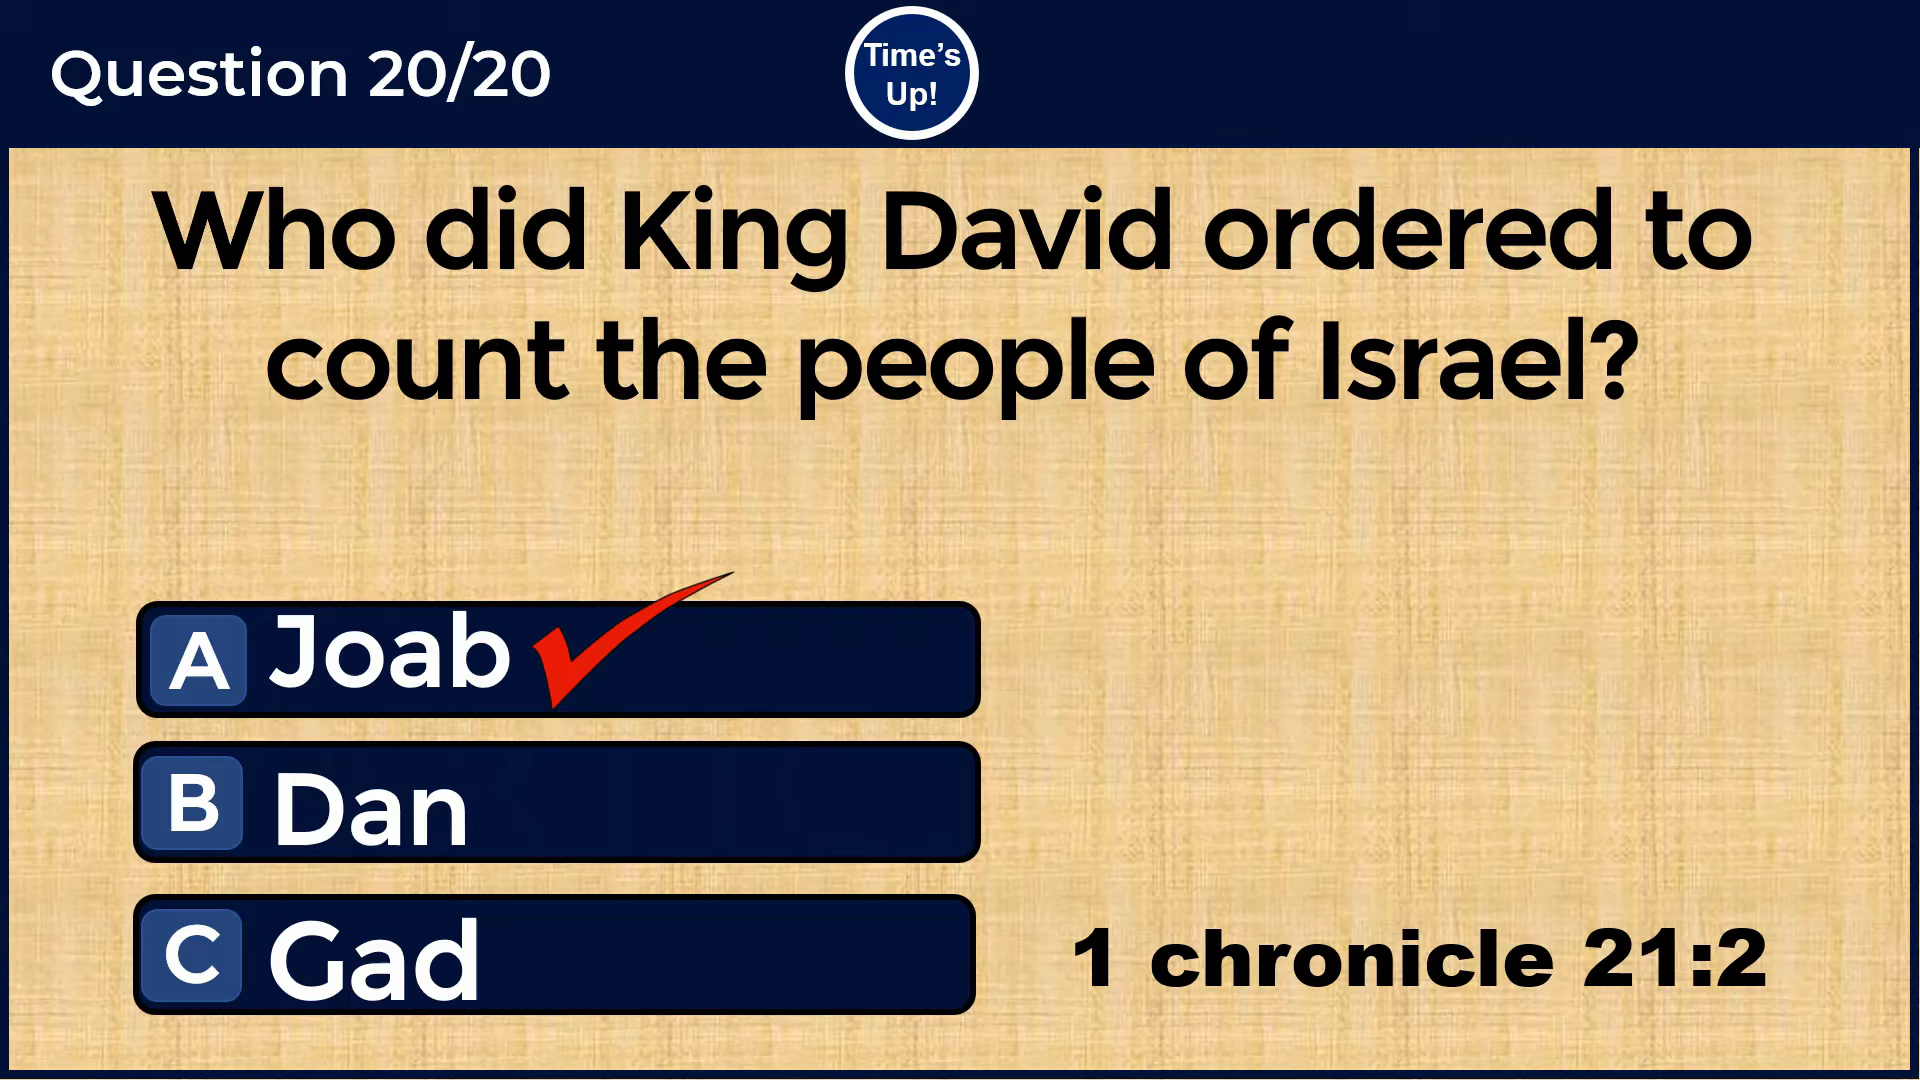 Question 20/20
Time's
Up!
Who did King David ordered to
count the people of Israel?
A Joab
B Dan
C Gad
1 chronicle 21:2